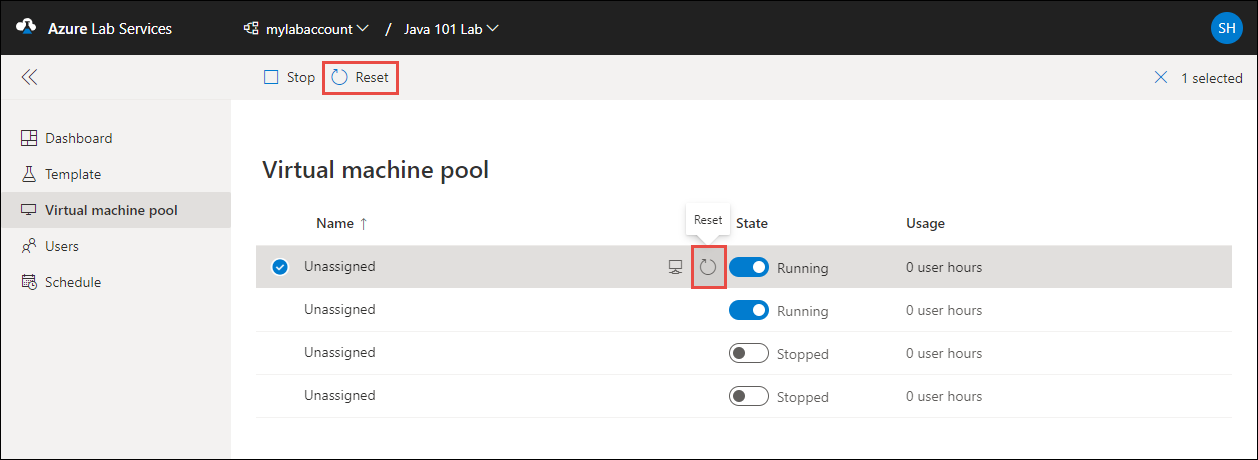 Azure Lab Services mylabaccount / Java 101 Lab SH
Stop Reset 1 selected
Dashboard
Template
Virtual machine pool
Users
Schedule
Virtual machine pool
Reset
Name ↑ State Usage
Unassigned Running 0 user hours
Unassigned Running 0 user hours
Unassigned Stopped 0 user hours
Unassigned Stopped 0 user hours